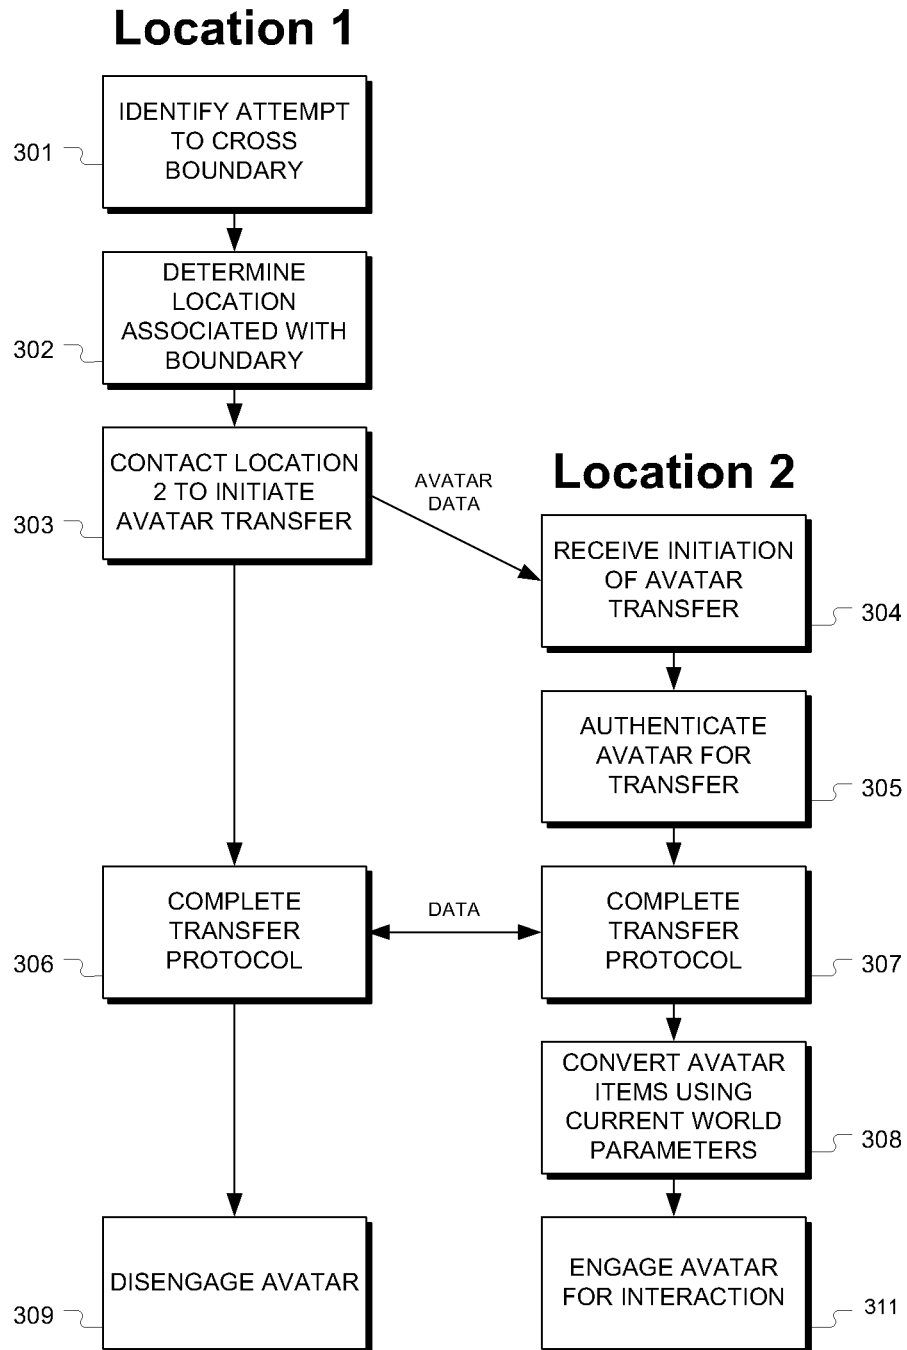 Location 1
IDENTIFY ATTEMPT
TO CROSS
BOUNDARY
301
DETERMINE
LOCATION
ASSOCIATED WITH
BOUNDARY
302
CONTACT LOCATION
2 TO INITIATE
AVATAR TRANSFER
303
AVATAR
DATA
Location 2
RECEIVE INITIATION
OF AVATAR
TRANSFER
304
AUTHENTICATE
AVATAR FOR
TRANSFER
305
COMPLETE
TRANSFER
PROTOCOL
306
DATA
COMPLETE
TRANSFER
PROTOCOL
307
CONVERT AVATAR
ITEMS USING
CURRENT WORLD
PARAMETERS
308
DISENGAGE AVATAR
309
ENGAGE AVATAR
FOR INTERACTION
311